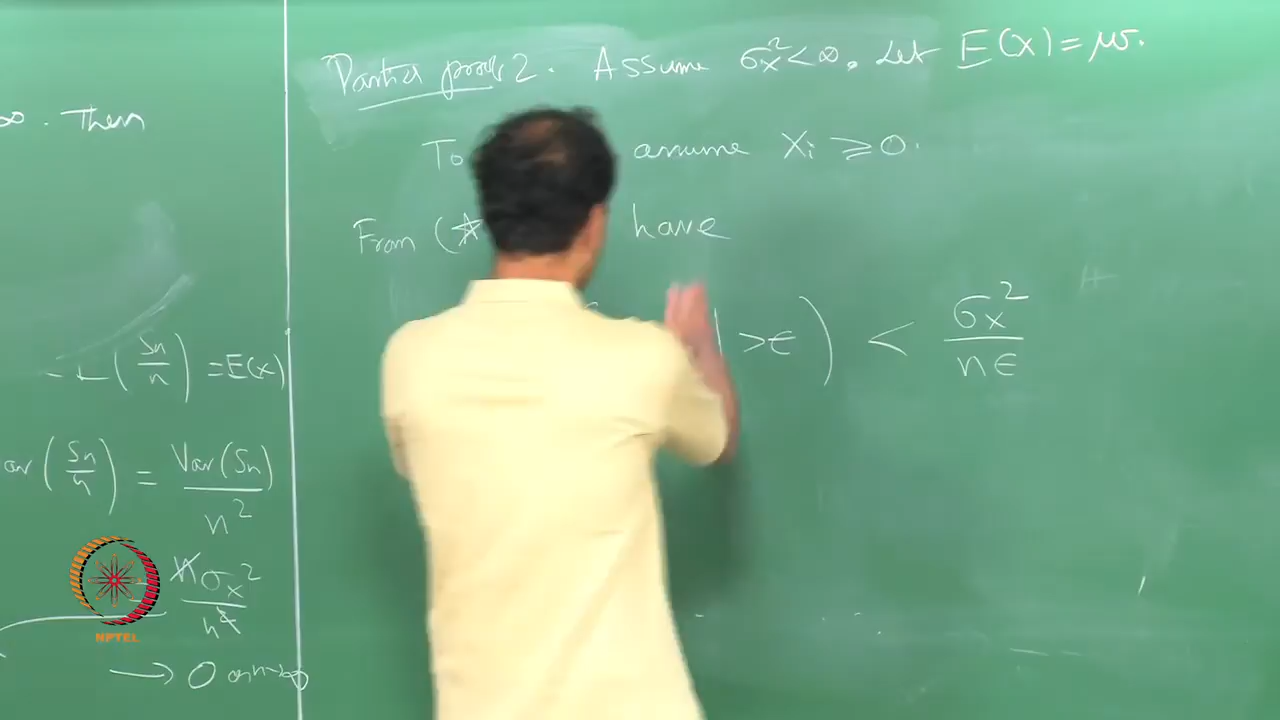 ∞. Then
(Sn/n) = E(X)
Var(Sn/n) = Var(Sn)/n²
nσx²/n²
→ 0 as n→∞
Partial proof 2. Assume σx² < ∞. Let E(X) = μ.
To assume Xi ≥ 0.
From (* have
| > ϵ) < σx²/nϵ
NPTEL